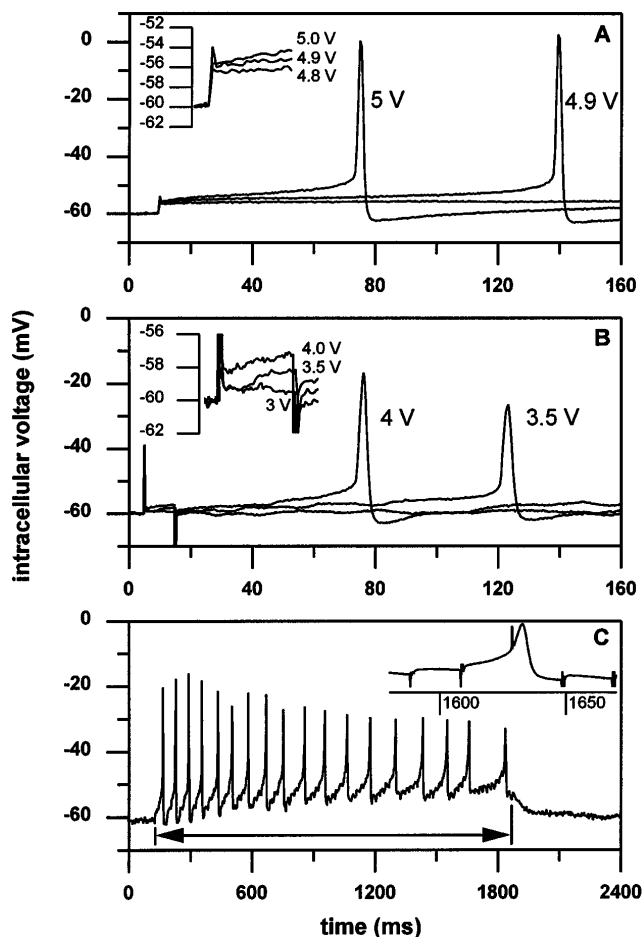 -52
-54
-56
-58
-60
-62
5.0 V
4.9 V
4.8 V
A
0
-20
-40
-60
5 V
4.9 V
0 40 80 120 160
intracellular voltage (mV)
0
-20
-40
-60
-56
-58
-60
-62
4.0 V
3.5 V
3 V
B
4 V
3.5 V
0 40 80 120 160
0
-20
-40
-60
C
1600 1650
0 600 1200 1800 2400
time (ms)